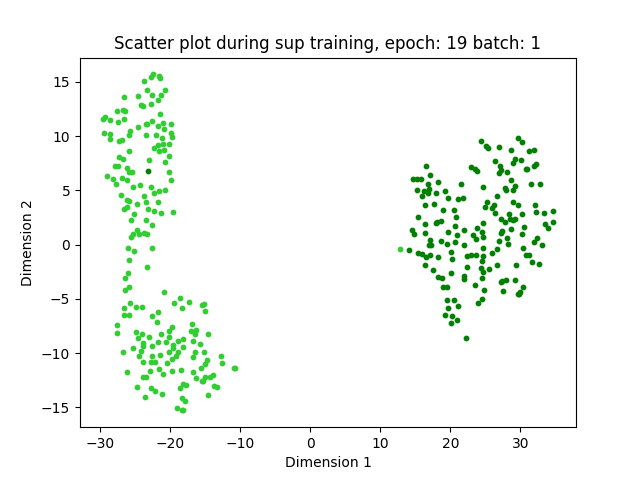 Scatter plot during sup training, epoch: 19 batch: 1
15
10
5
0
−5
−10
−15
Dimension 2
−30 −20 −10 0 10 20 30
Dimension 1